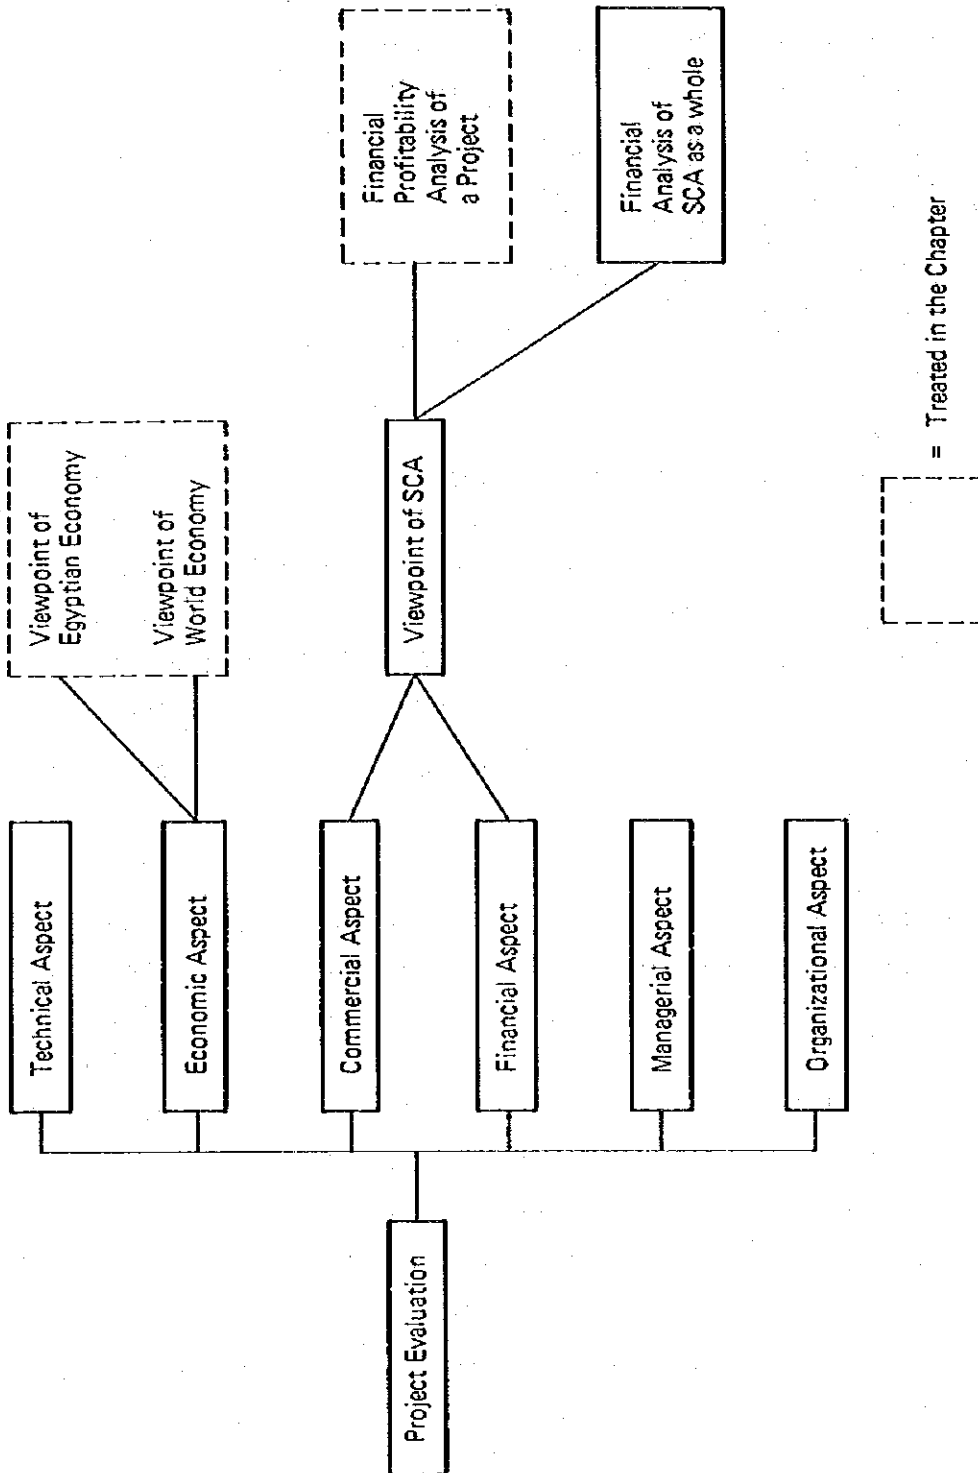 Project Evaluation
Technical Aspect
Economic Aspect
Commercial Aspect
Financial Aspect
Managerial Aspect
Organizational Aspect
Viewpoint of
Egyptian Economy
Viewpoint of
World Economy
Viewpoint of SCA
Financial
Profitability
Analysis of
a Project
Financial
Analysis of
SCA as a whole
= Treated in the Chapter